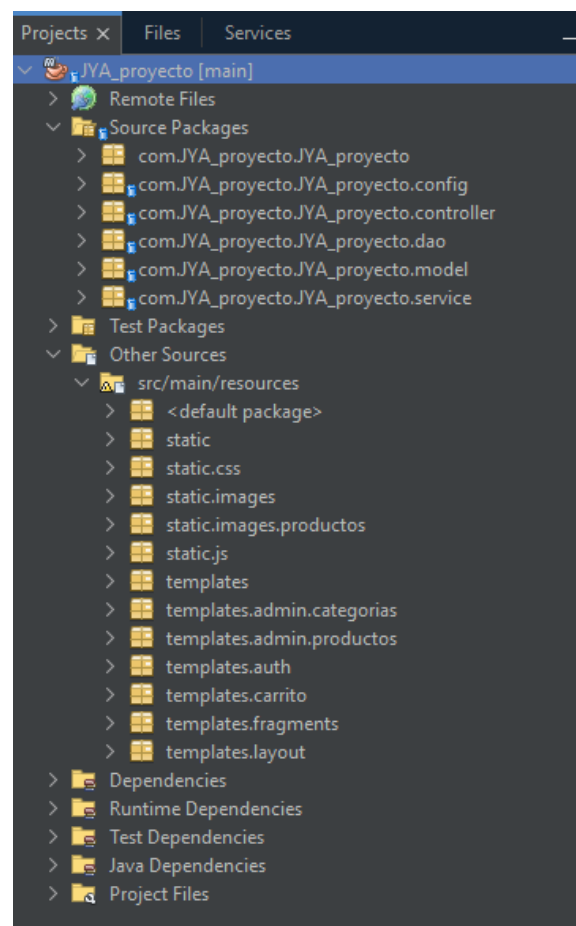 Projects × Files Services
JYA_proyecto [main]
Remote Files
Source Packages
com.JYA_proyecto.JYA_proyecto
com.JYA_proyecto.JYA_proyecto.config
com.JYA_proyecto.JYA_proyecto.controller
com.JYA_proyecto.JYA_proyecto.dao
com.JYA_proyecto.JYA_proyecto.model
com.JYA_proyecto.JYA_proyecto.service
Test Packages
Other Sources
src/main/resources
<default package>
static
static.css
static.images
static.images.productos
static.js
templates
templates.admin.categorias
templates.admin.productos
templates.auth
templates.carrito
templates.fragments
templates.layout
Dependencies
Runtime Dependencies
Test Dependencies
Java Dependencies
Project Files